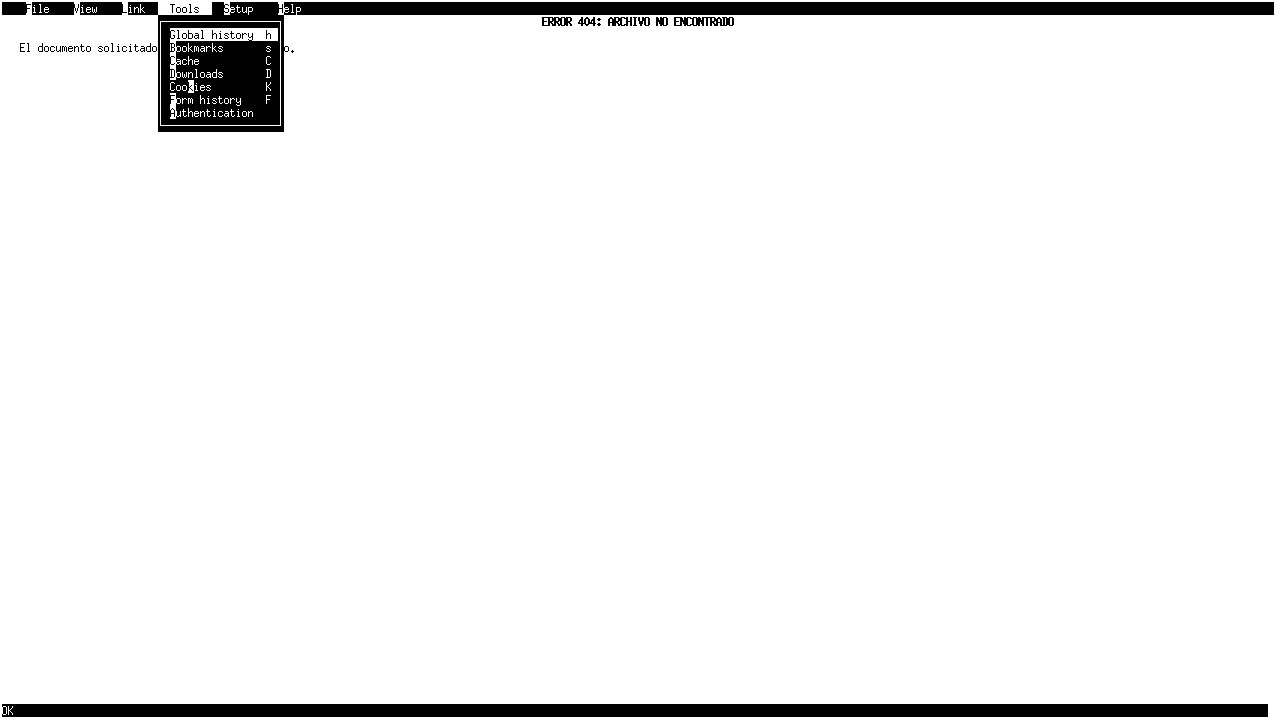 File View Link Tools Setup Help
ERROR 404: ARCHIVO NO ENCONTRADO
Global history h
El documento solicitado
Bookmarks s
o.
Cache C
Downloads D
Cookies K
Form history F
Authentication
OK